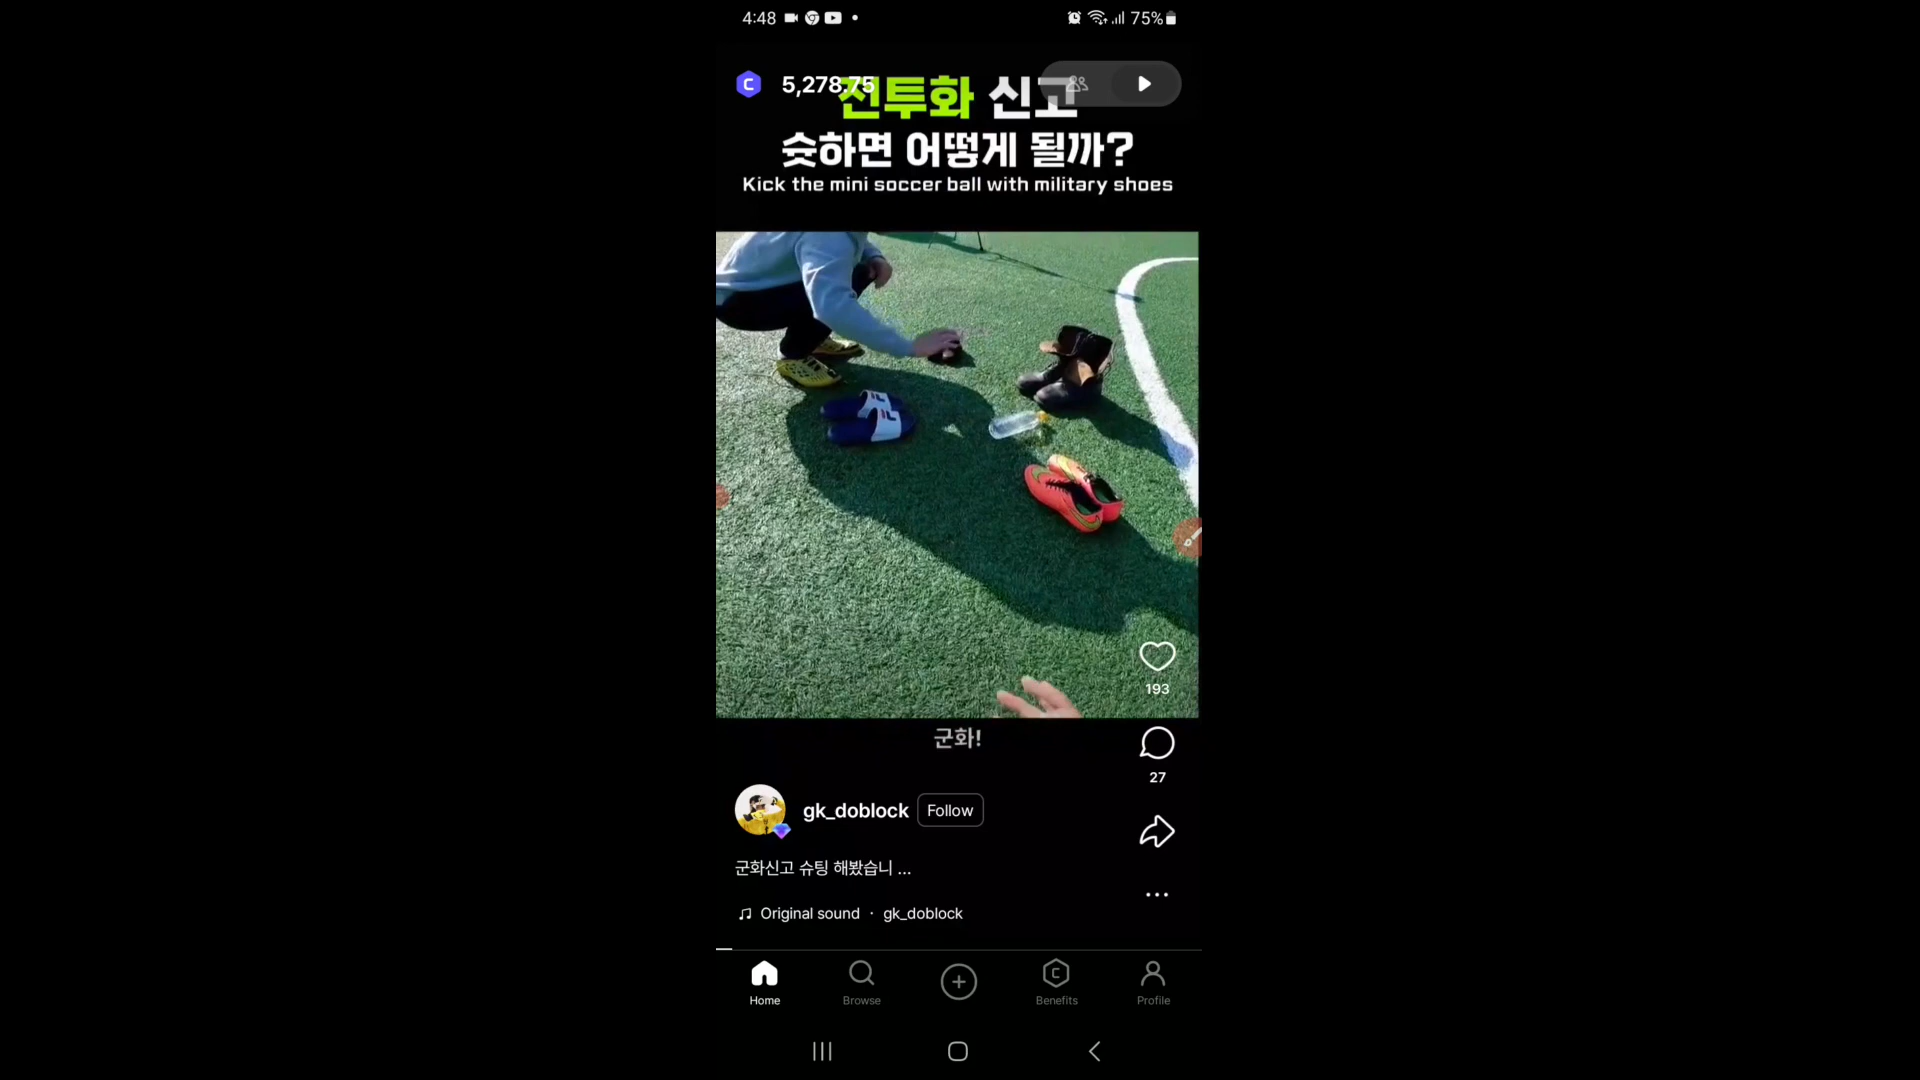 4:48
75%
5,278.75
전투화 신고
슛하면 어떻게 될까?
Kick the mini soccer ball with military shoes
193
군화!
27
gk_doblock
Follow
군화신고 슈팅 해봤습니 ...
Original sound · gk_doblock
Home
Browse
Benefits
Profile